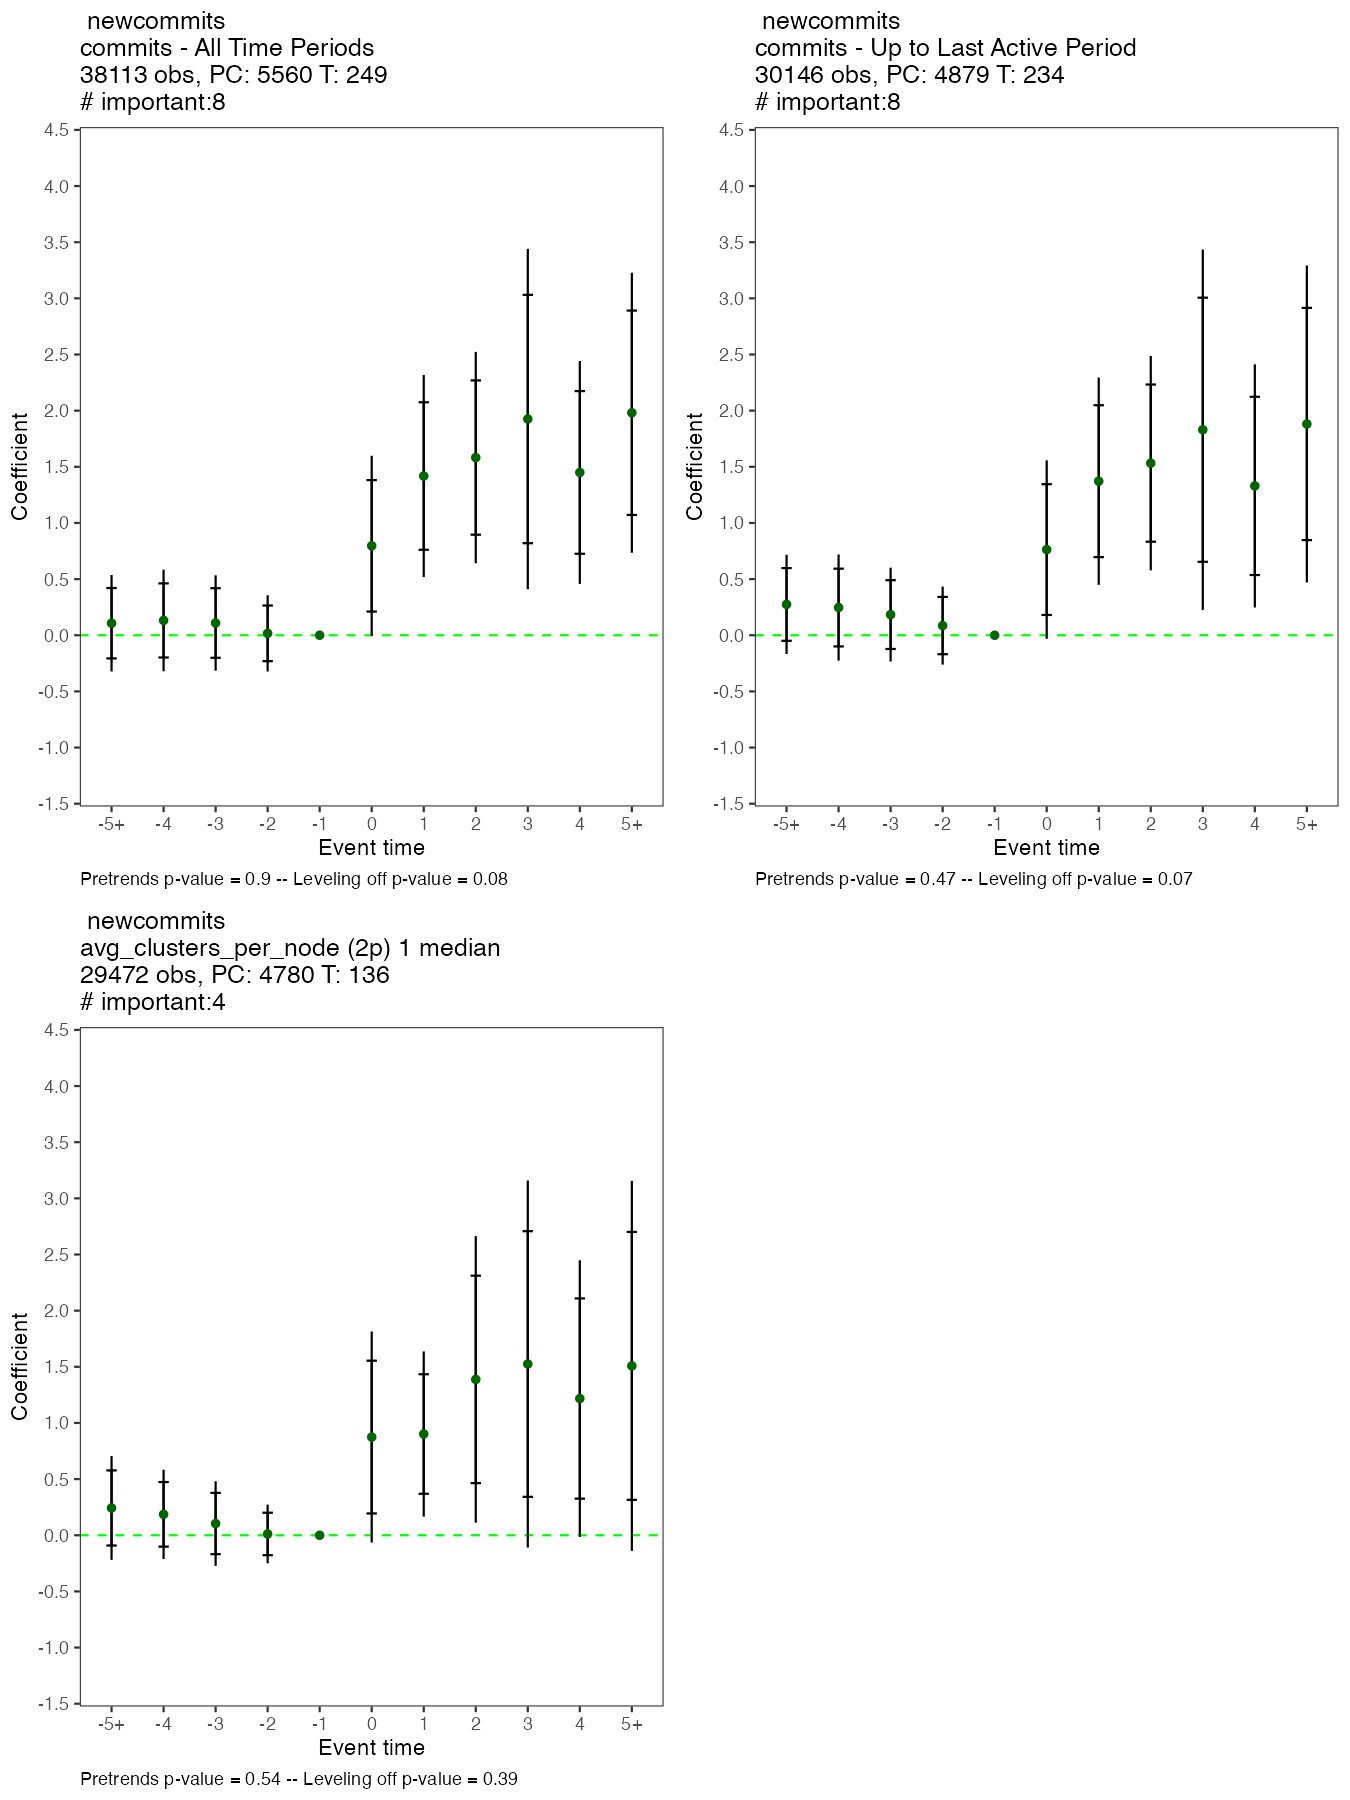 newcommits
commits - All Time Periods
38113 obs, PC: 5560 T: 249
# important:8
4.5
4.0
3.5
3.0
2.5
2.0
1.5
1.0
0.5
0.0
-0.5
-1.0
-1.5
Coefficient
-5+ -4 -3 -2 -1 0 1 2 3 4 5+
Event time
Pretrends p-value = 0.9 -- Leveling off p-value = 0.08
newcommits
commits - Up to Last Active Period
30146 obs, PC: 4879 T: 234
# important:8
4.5
4.0
3.5
3.0
2.5
2.0
1.5
1.0
0.5
0.0
-0.5
-1.0
-1.5
Coefficient
-5+ -4 -3 -2 -1 0 1 2 3 4 5+
Event time
Pretrends p-value = 0.47 -- Leveling off p-value = 0.07
newcommits
avg_clusters_per_node (2p) 1 median
29472 obs, PC: 4780 T: 136
# important:4
4.5
4.0
3.5
3.0
2.5
2.0
1.5
1.0
0.5
0.0
-0.5
-1.0
-1.5
Coefficient
-5+ -4 -3 -2 -1 0 1 2 3 4 5+
Event time
Pretrends p-value = 0.54 -- Leveling off p-value = 0.39